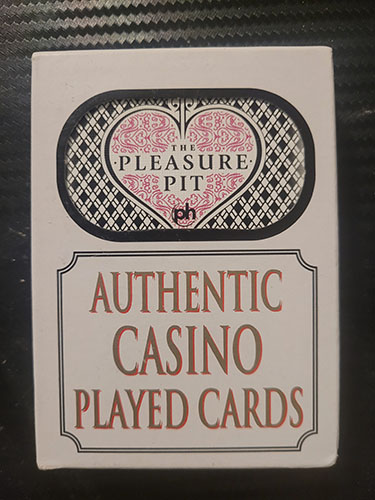 THE
PLEASURE
PIT
ph
AUTHENTIC
CASINO
PLAYED CARDS